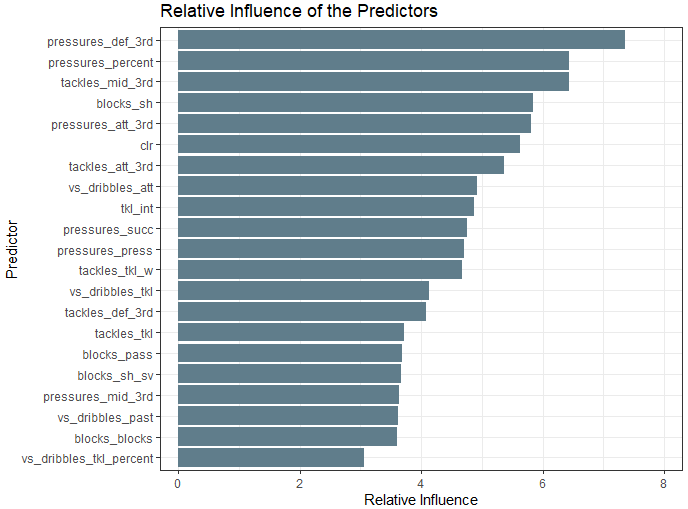 Relative Influence of the Predictors
Predictor
pressures_def_3rd
pressures_percent
tackles_mid_3rd
blocks_sh
pressures_att_3rd
clr
tackles_att_3rd
vs_dribbles_att
tkl_int
pressures_succ
pressures_press
tackles_tkl_w
vs_dribbles_tkl
tackles_def_3rd
tackles_tkl
blocks_pass
blocks_sh_sv
pressures_mid_3rd
vs_dribbles_past
blocks_blocks
vs_dribbles_tkl_percent
0 2 4 6 8
Relative Influence